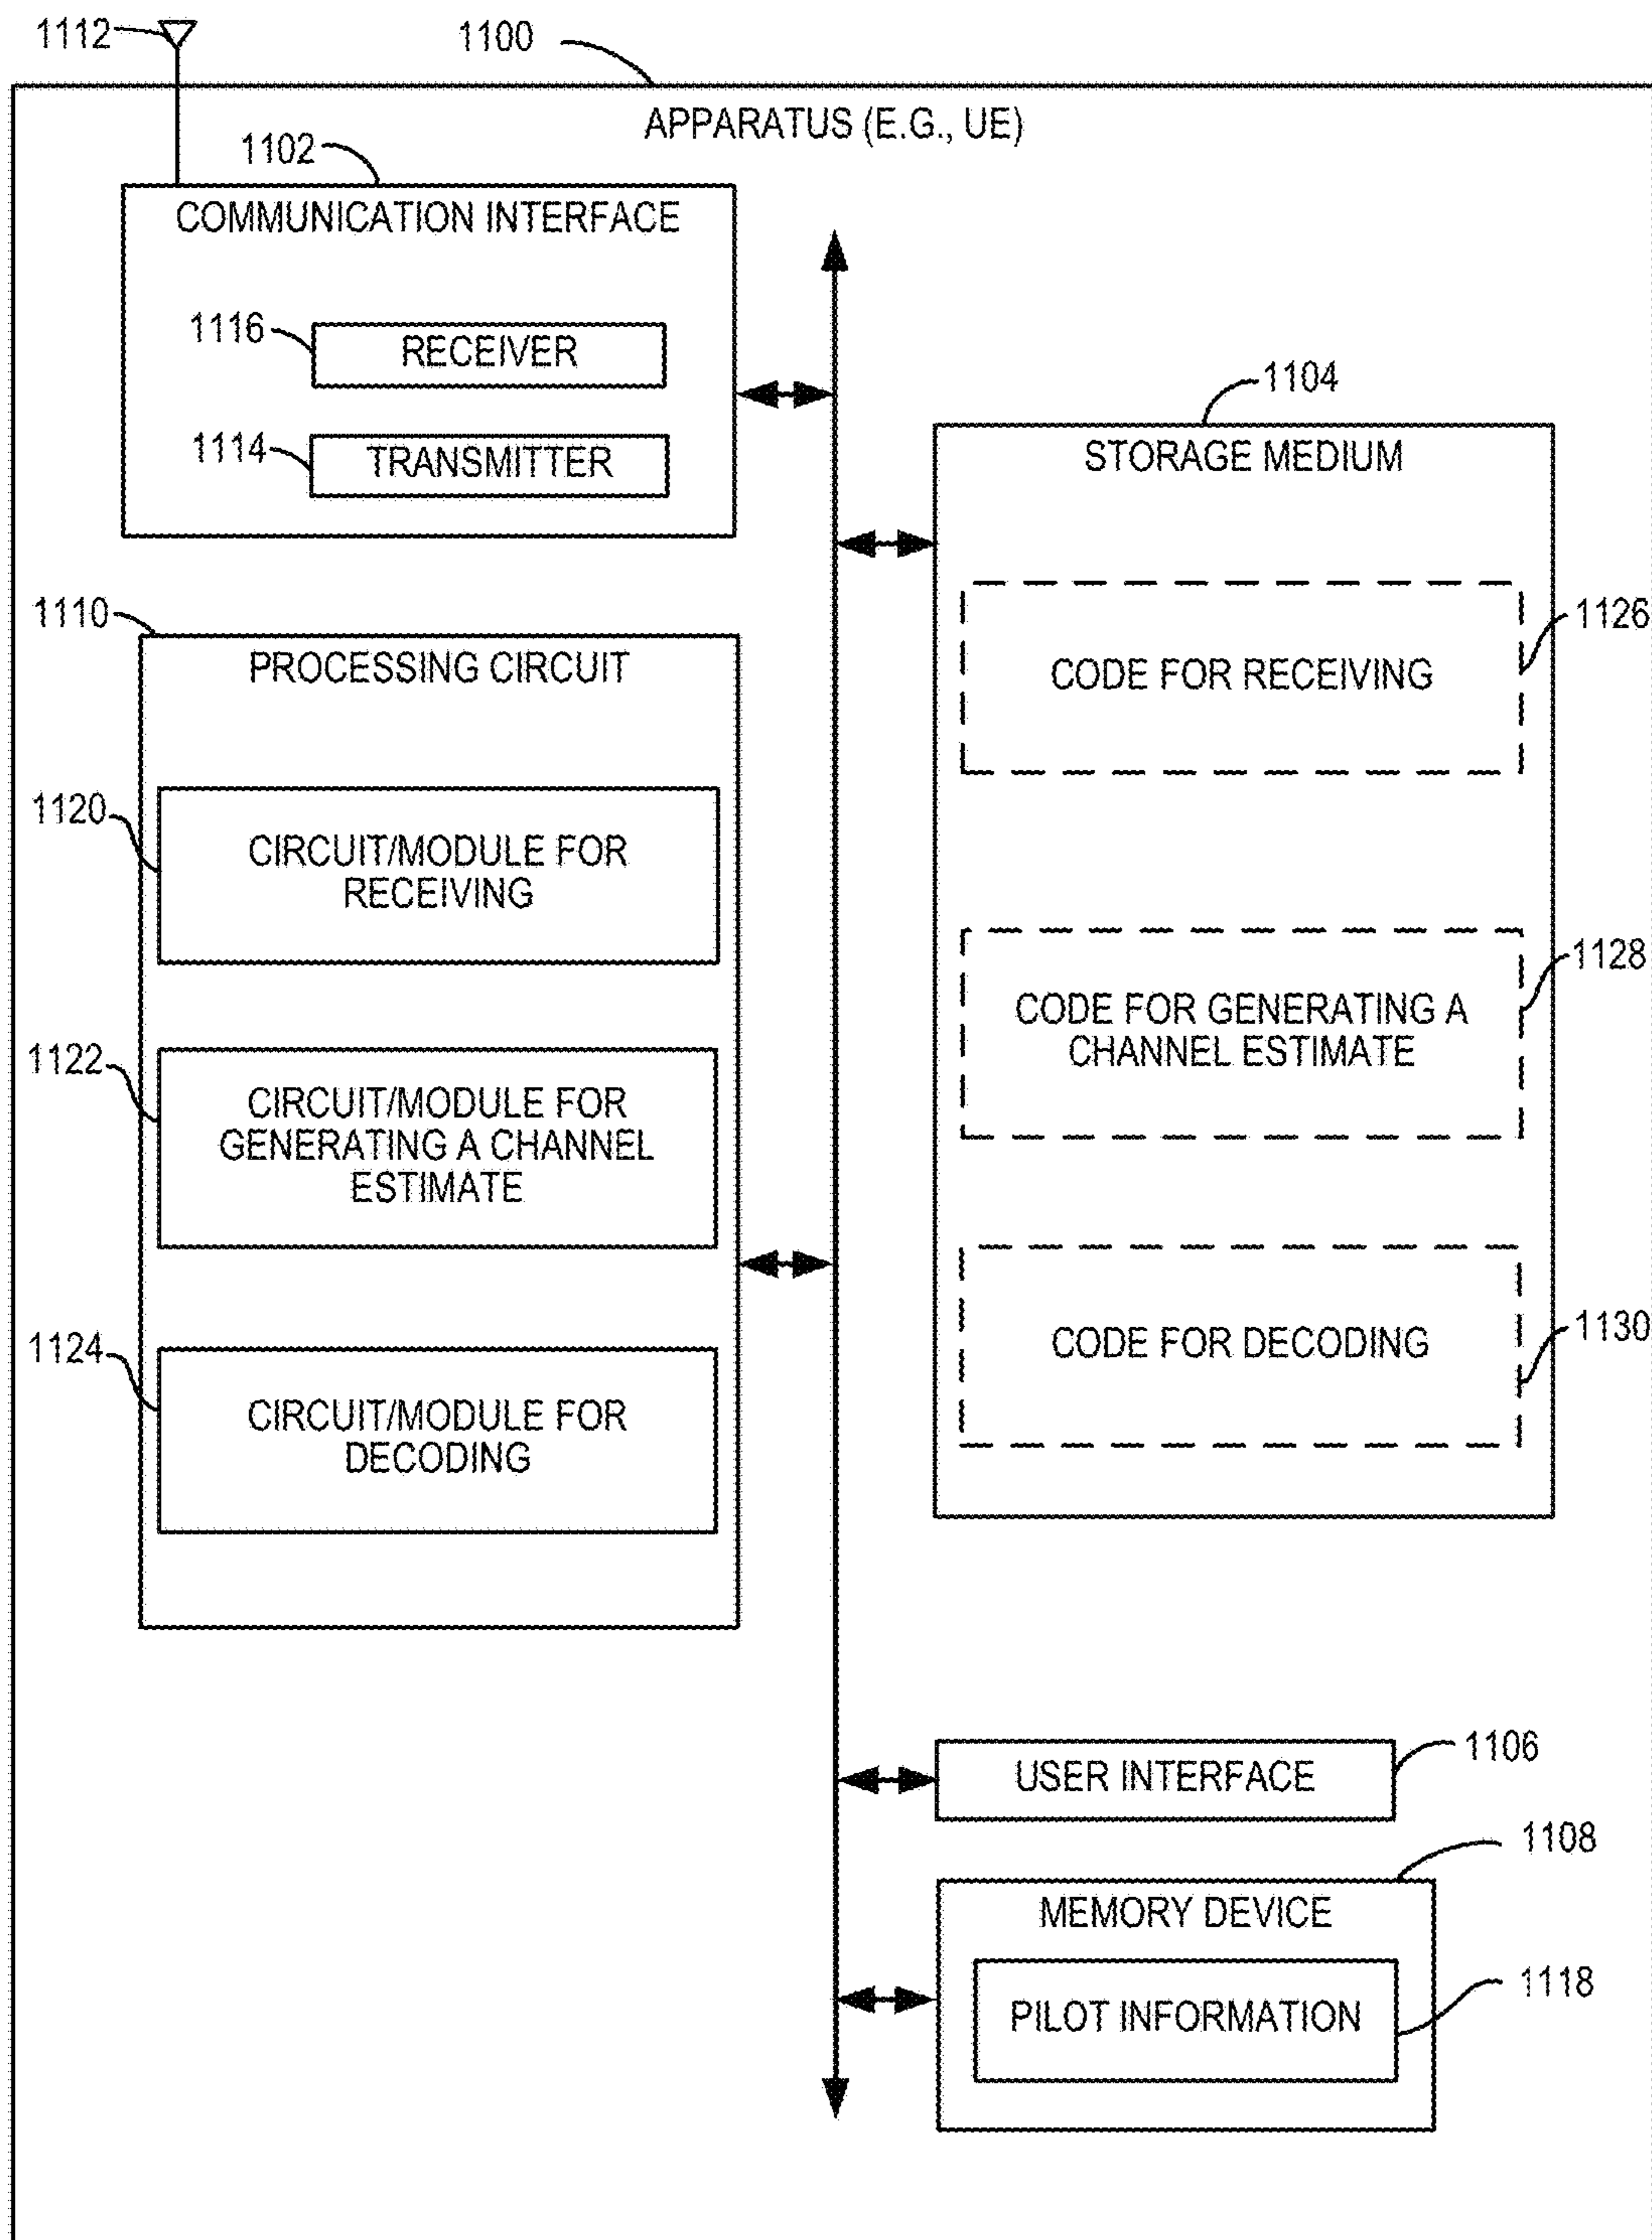 1112
1100
APPARATUS (E.G., UE)
1102
COMMUNICATION INTERFACE
1116
RECEIVER
1114
TRANSMITTER
1104
STORAGE MEDIUM
1126
CODE FOR RECEIVING
1128
CODE FOR GENERATING A
CHANNEL ESTIMATE
1130
CODE FOR DECODING
1110
PROCESSING CIRCUIT
1120
CIRCUIT/MODULE FOR
RECEIVING
1122
CIRCUIT/MODULE FOR
GENERATING A CHANNEL
ESTIMATE
1124
CIRCUIT/MODULE FOR
DECODING
1106
USER INTERFACE
1108
MEMORY DEVICE
1118
PILOT INFORMATION